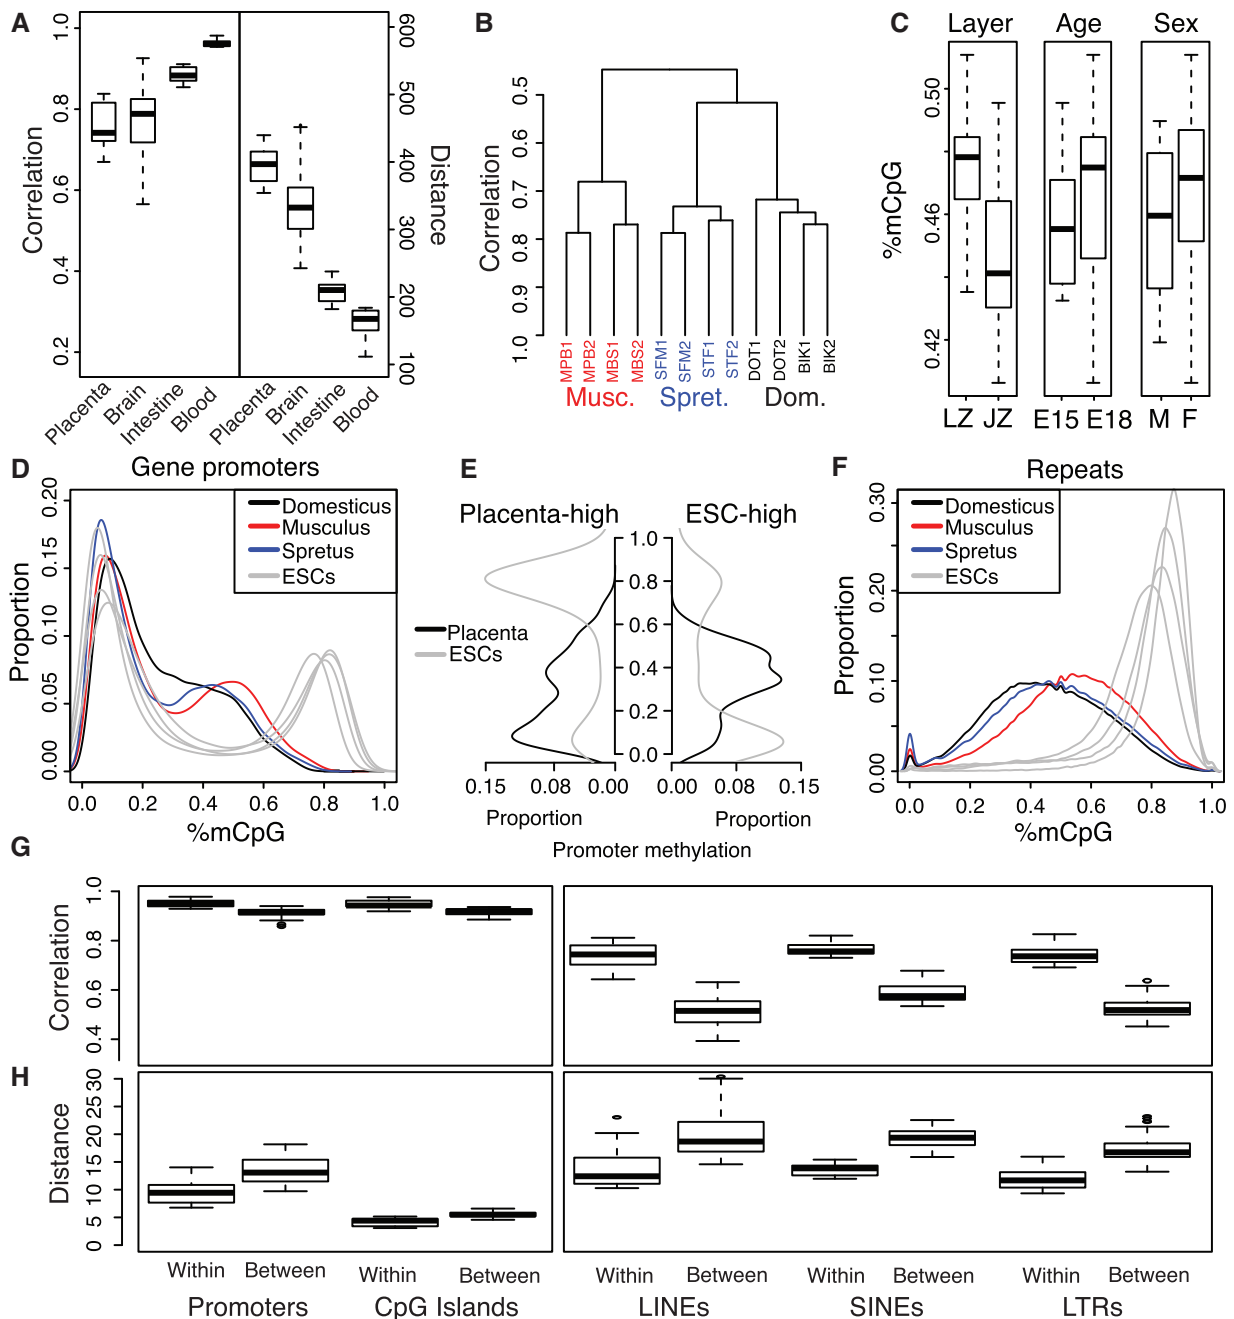 A
Correlation
1.0
0.8
0.6
0.4
0.2
600
500
400
300
200
100
Distance
Placenta
Brain
Intestine
Blood
Placenta
Brain
Intestine
Blood
B
Correlation
0.5
0.6
0.7
0.8
0.9
1.0
MPB1
MPB2
MBS1
MBS2
SFM1
SFM2
STF1
STF2
DOT1
DOT2
BIK1
BIK2
Musc. Spret. Dom.
C
Layer Age Sex
%mCpG
0.50
0.46
0.42
LZ JZ E15 E18 M F
D
Gene promoters
Proportion
0.20
0.15
0.10
0.05
0.00
Domesticus
Musculus
Spretus
ESCs
0.0 0.2 0.4 0.6 0.8 1.0
%mCpG
E
Placenta-high ESC-high
1.0
0.8
0.6
0.4
0.2
0.0
Placenta
ESCs
0.15 0.08 0.00 0.00 0.08 0.15
Proportion Proportion
Promoter methylation
F
Repeats
Proportion
0.30
0.20
0.10
0.00
Domesticus
Musculus
Spretus
ESCs
0.0 0.2 0.4 0.6 0.8 1.0
%mCpG
G
Correlation
1.0
0.8
0.6
0.4
H
Distance
30
25
20
15
10
5
0
Within Between Within Between Within Between Within Between Within Between
Promoters CpG Islands LINEs SINEs LTRs